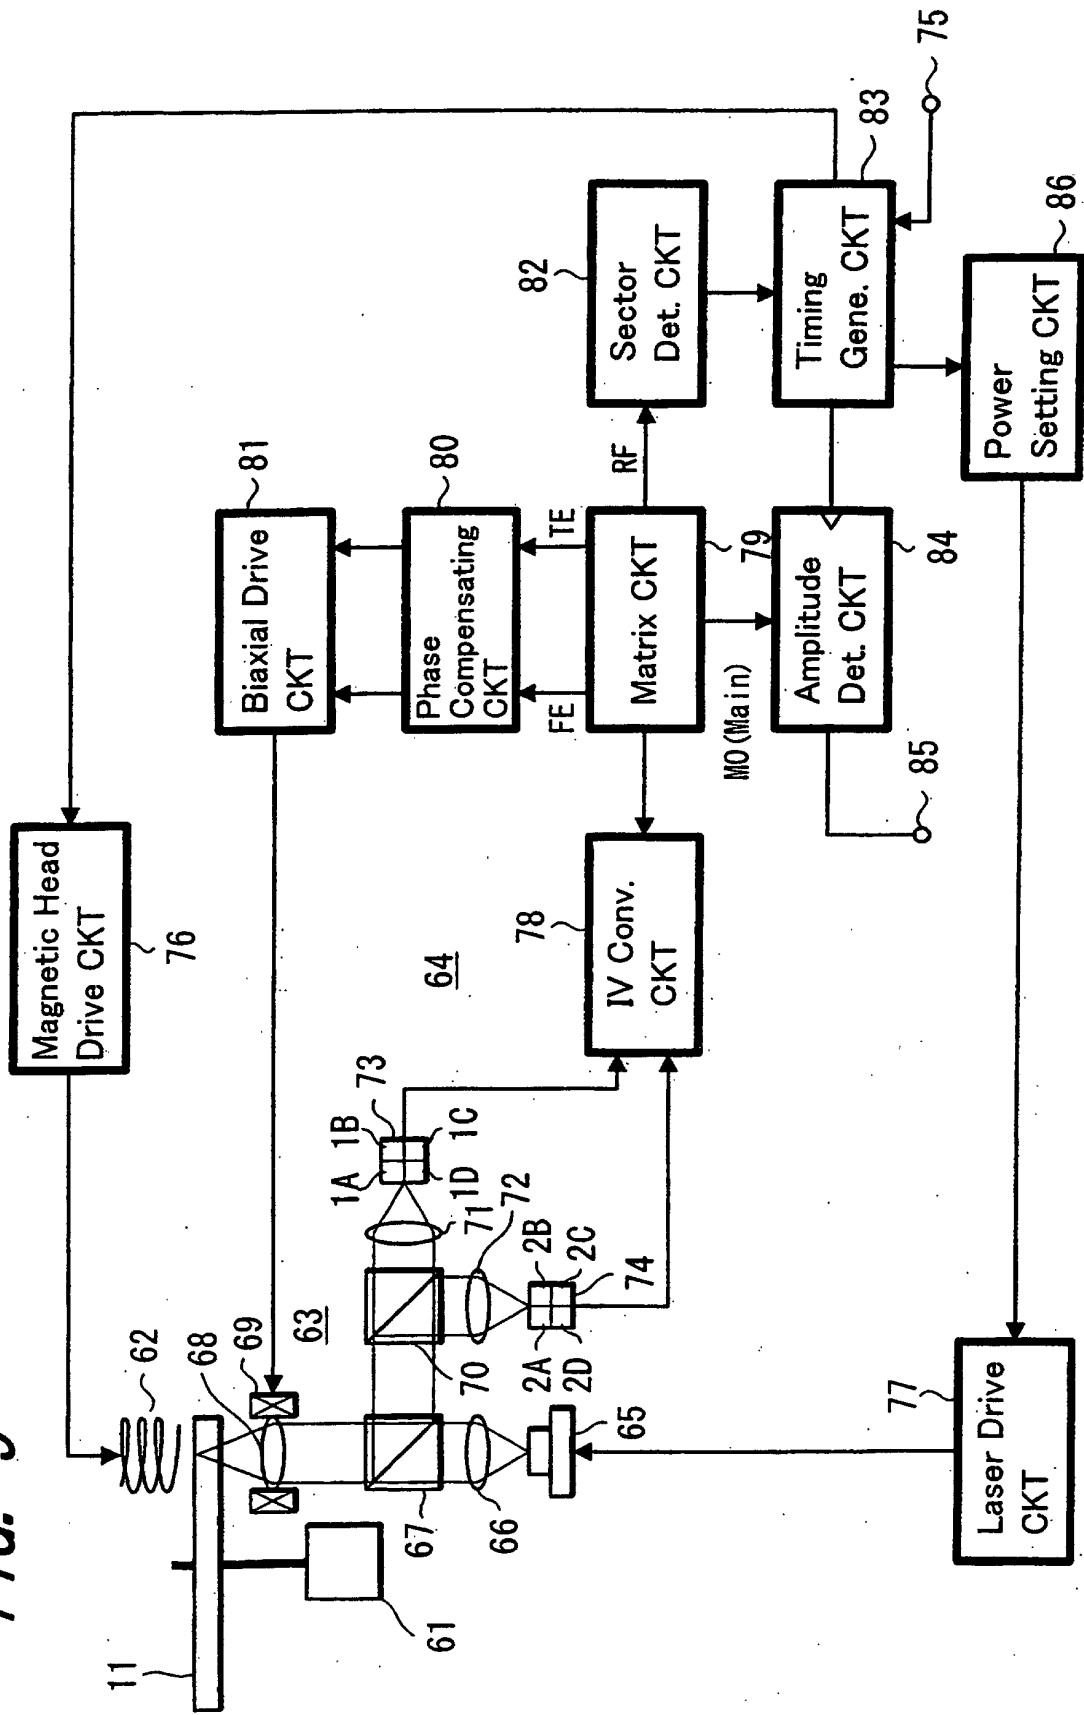 11
61
62
68
69
63
67
66
65
70
71
72
73
1A
1B
1C
1D
2A
2B
2C
2D
74
64
Magnetic Head
Drive CKT
76
Biaxial Drive
CKT
81
Phase
Compensating
CKT
80
FE
TE
IV Conv.
CKT
78
Matrix CKT
79
RF
Sector
Det. CKT
82
MO(Main)
Amplitude
Det. CKT
84
85
Timing
Gene. CKT
83
75
Power
Setting CKT
86
Laser Drive
CKT
77